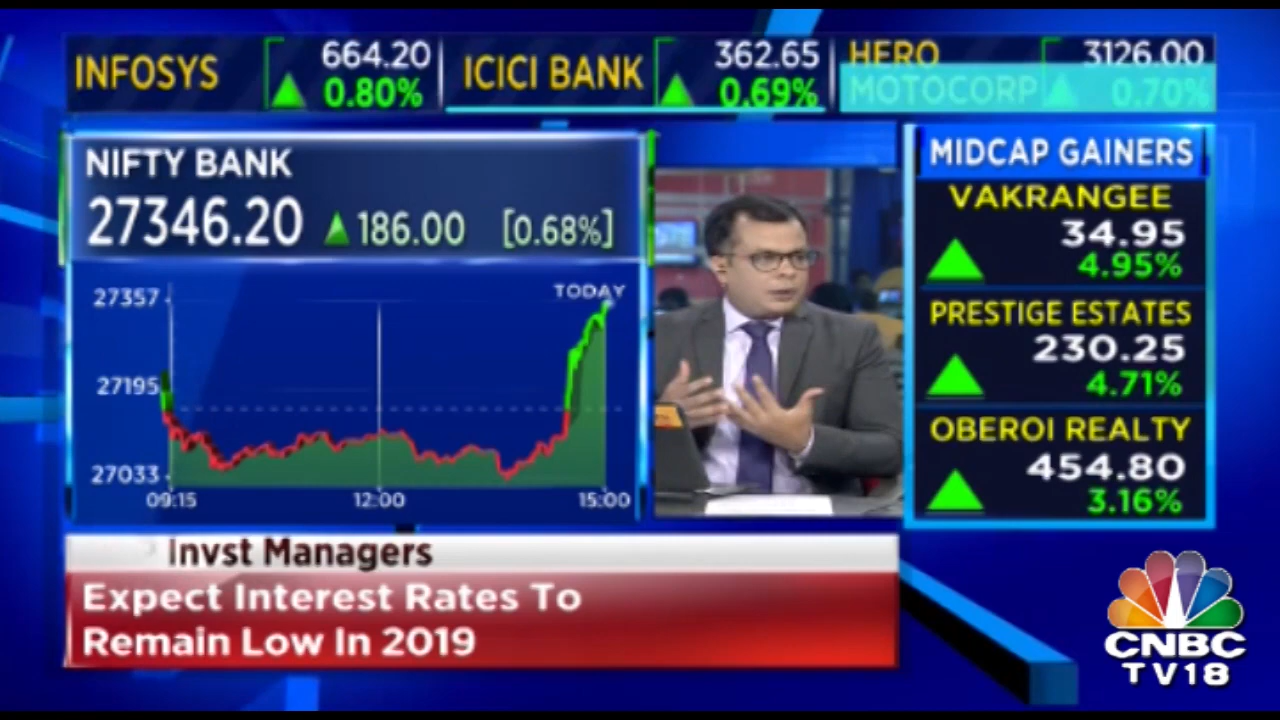 INFOSYS
664.20
0.80%
ICICI BANK
362.65
0.69%
HERO
MOTOCORP
3126.00
0.70%
NIFTY BANK
27346.20 186.00 [0.68%]
TODAY
27357
27195
27033
09:15 12:00 15:00
MIDCAP GAINERS
VAKRANGEE
34.95
4.95%
PRESTIGE ESTATES
230.25
4.71%
OBEROI REALTY
454.80
3.16%
Invst Managers
Expect Interest Rates To
Remain Low In 2019
CNBC
TV18